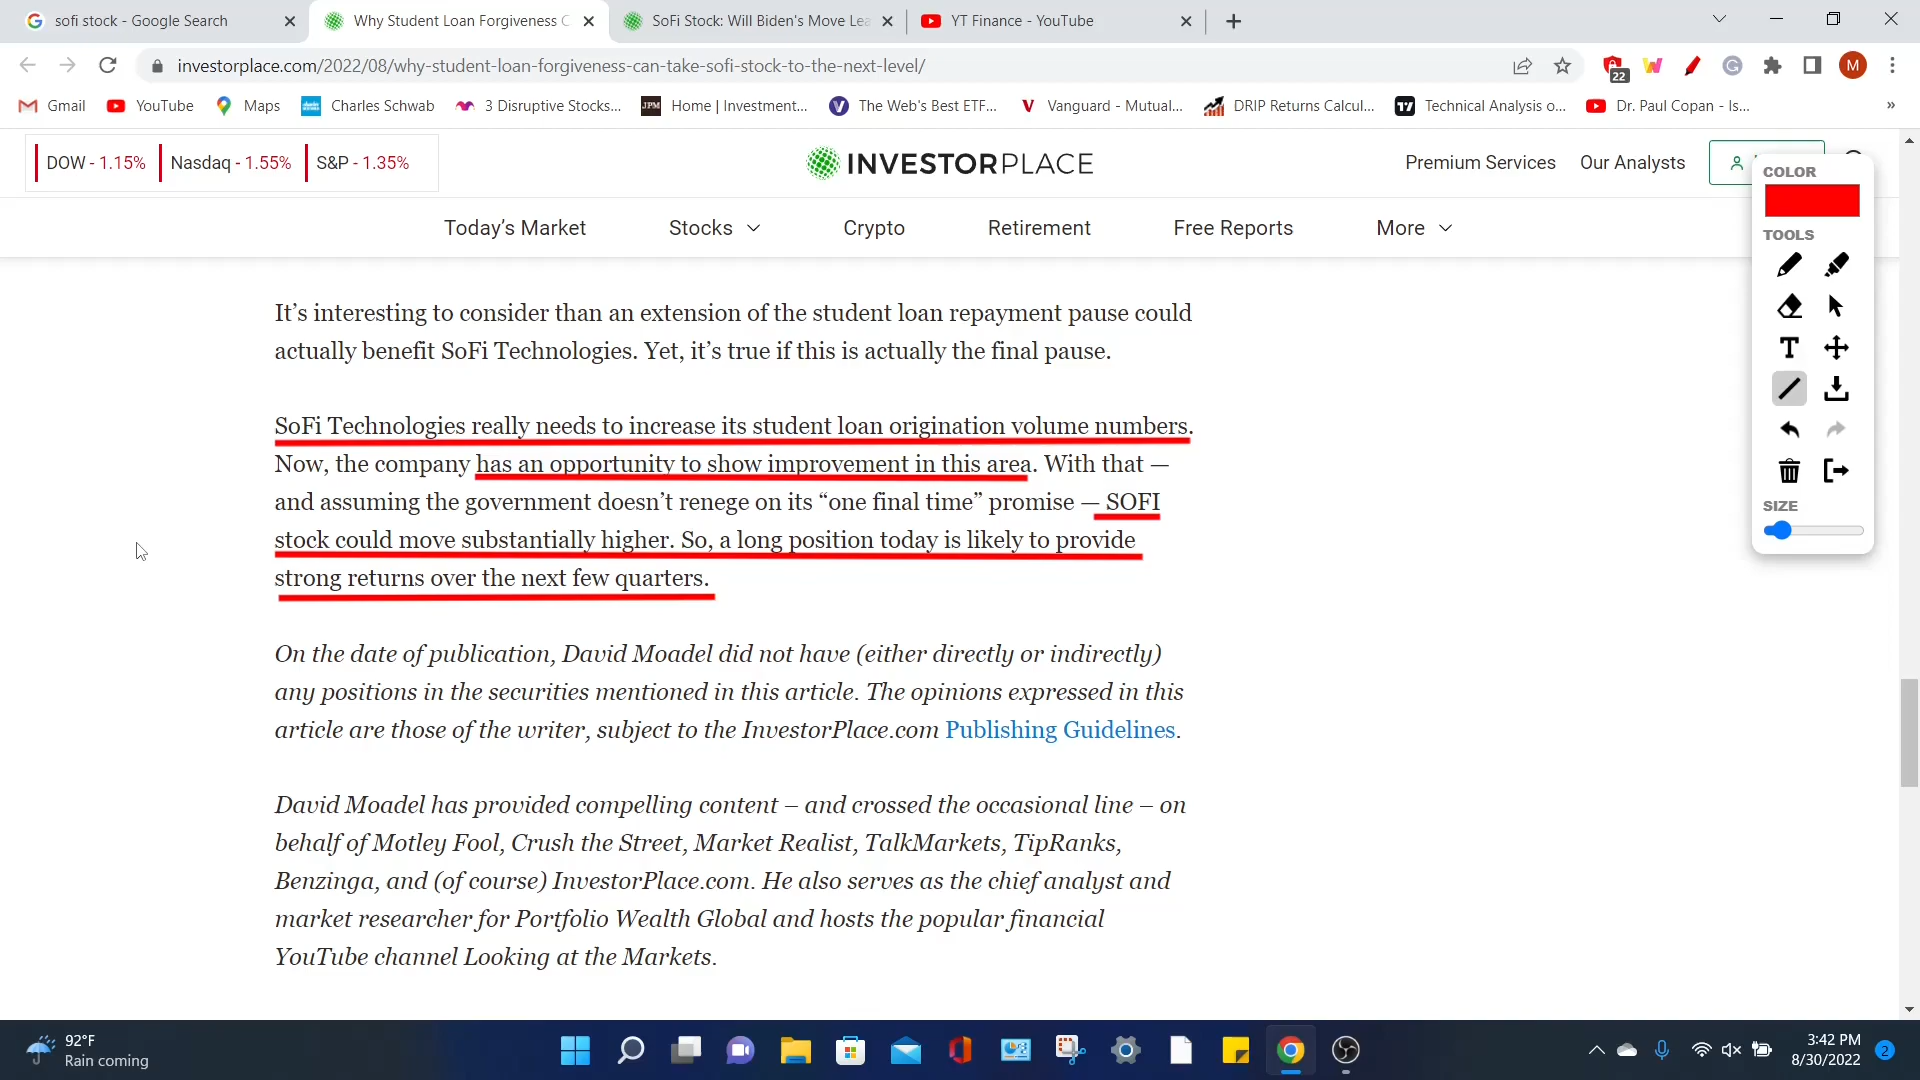 sofi stock - Google Search
Why Student Loan Forgiveness C
SoFi Stock: Will Biden's Move Lea
YT Finance - YouTube
investorplace.com/2022/08/why-student-loan-forgiveness-can-take-sofi-stock-to-the-next-level/
22
M
Gmail
YouTube
Maps
Charles Schwab
3 Disruptive Stocks...
JPM
Home | Investment...
The Web's Best ETF...
Vanguard - Mutual...
DRIP Returns Calcul...
Technical Analysis o...
Dr. Paul Copan - Is...
»
DOW - 1.15%
Nasdaq - 1.55%
S&P - 1.35%
INVESTORPLACE
Premium Services
Our Analysts
Today’s Market
Stocks
Crypto
Retirement
Free Reports
More
COLOR
TOOLS
SIZE
It’s interesting to consider than an extension of the student loan repayment pause could
actually benefit SoFi Technologies. Yet, it’s true if this is actually the final pause.
SoFi Technologies really needs to increase its student loan origination volume numbers.
Now, the company has an opportunity to show improvement in this area. With that —
and assuming the government doesn’t renege on its “one final time” promise — SOFI
stock could move substantially higher. So, a long position today is likely to provide
strong returns over the next few quarters.
On the date of publication, David Moadel did not have (either directly or indirectly)
any positions in the securities mentioned in this article. The opinions expressed in this
article are those of the writer, subject to the InvestorPlace.com Publishing Guidelines.
David Moadel has provided compelling content – and crossed the occasional line – on
behalf of Motley Fool, Crush the Street, Market Realist, TalkMarkets, TipRanks,
Benzinga, and (of course) InvestorPlace.com. He also serves as the chief analyst and
market researcher for Portfolio Wealth Global and hosts the popular financial
YouTube channel Looking at the Markets.
92°F
Rain coming
3:42 PM
8/30/2022
2